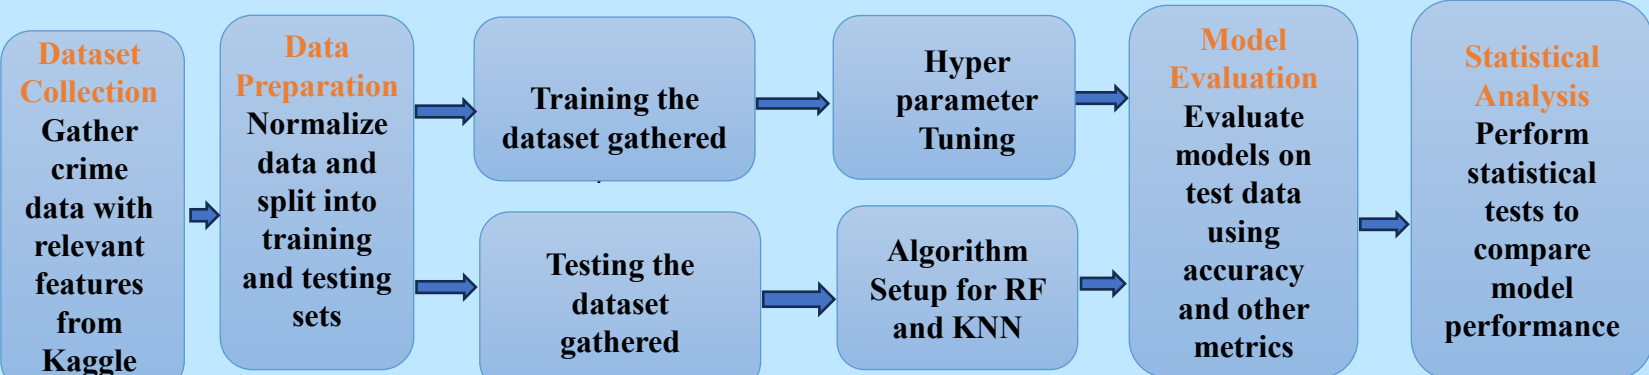 Dataset
Collection
Gather
crime
data with
relevant
features
from
Kaggle
Data
Preparation
Normalize
data and
split into
training
and testing
sets
Training the
dataset gathered
.
Testing the
dataset
gathered
Hyper
parameter
Tuning
Algorithm
Setup for RF
and KNN
Model
Evaluation
Evaluate
models on
test data
using
accuracy
and other
metrics
Statistical
Analysis
Perform
statistical
tests to
compare
model
performance